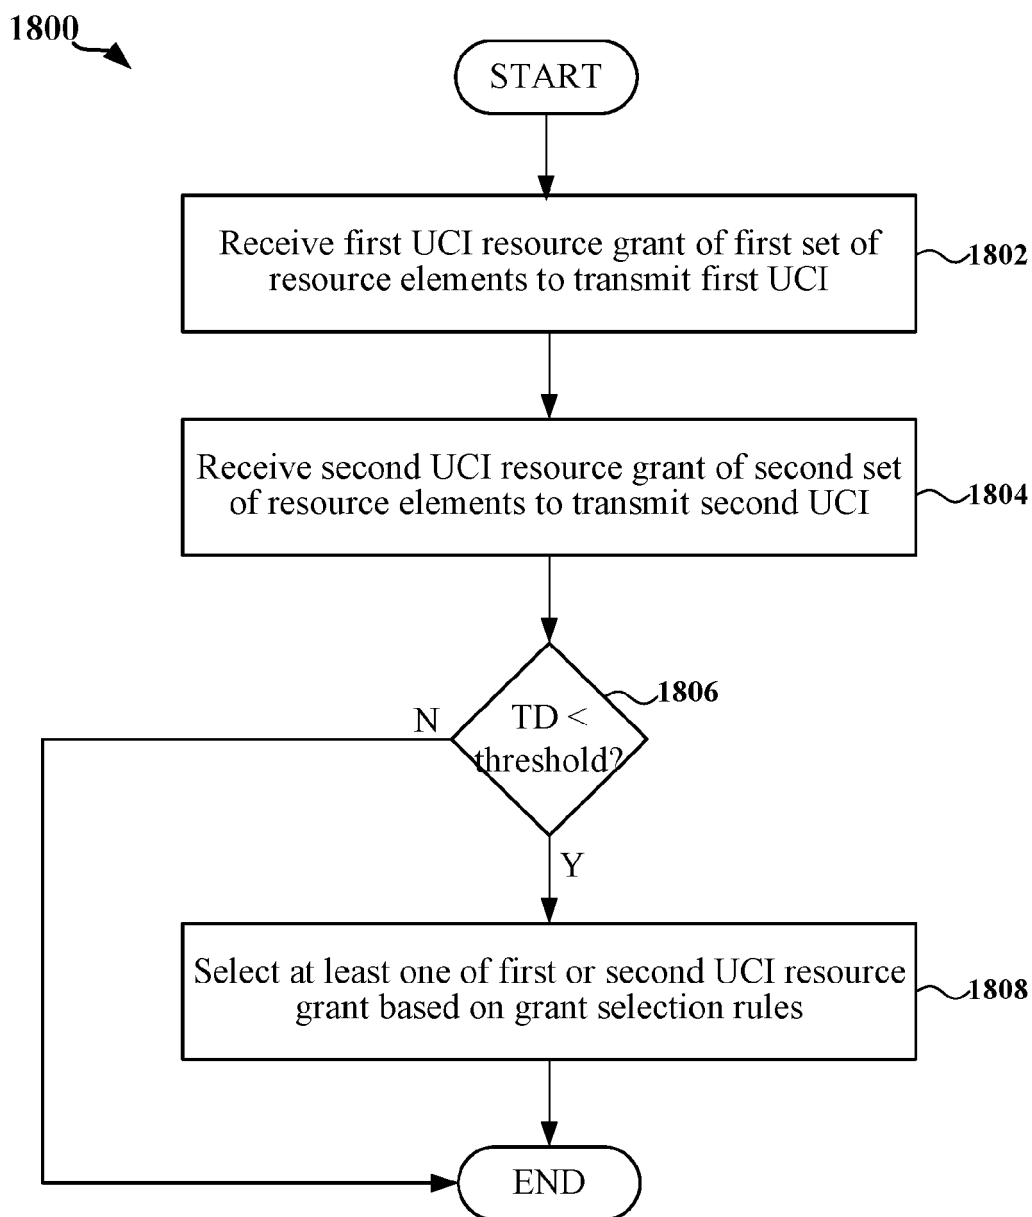 1800
START
Receive first UCI resource grant of first set of
resource elements to transmit first UCI
1802
Receive second UCI resource grant of second set
of resource elements to transmit second UCI
1804
1806
N
TD <
threshold?
Y
Select at least one of first or second UCI resource
grant based on grant selection rules
1808
END